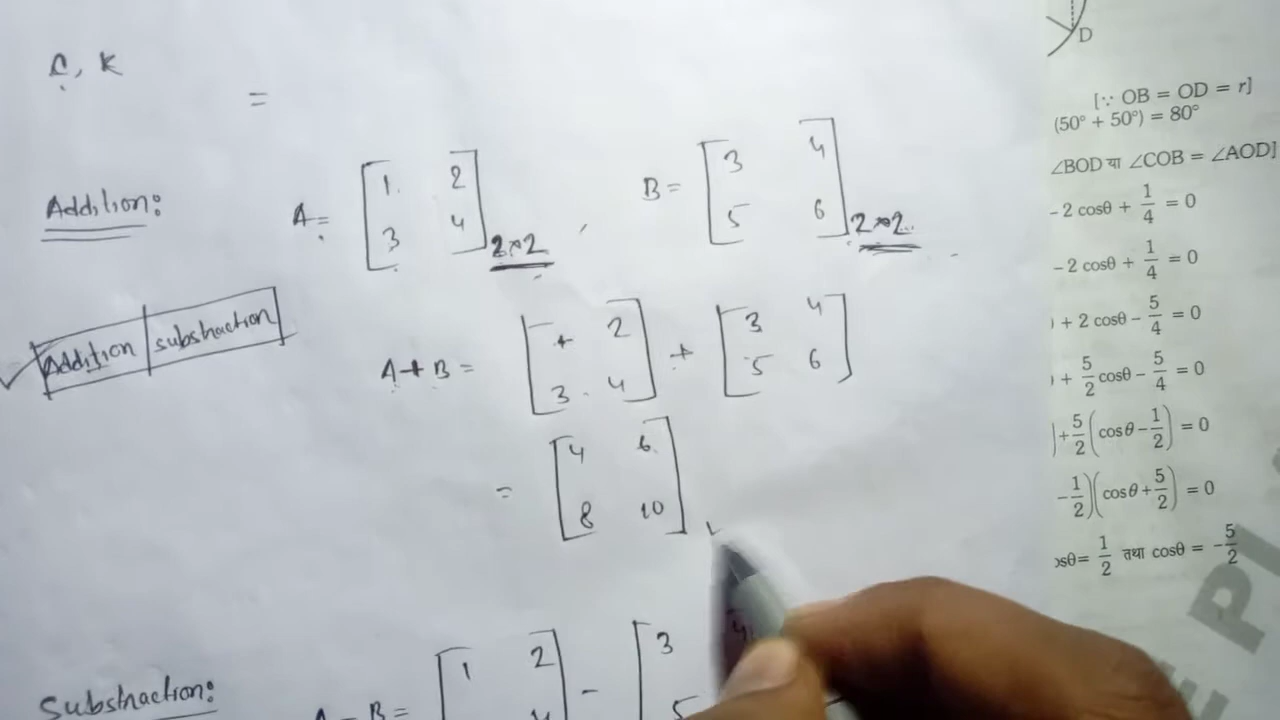 C, K
=
Addition:
A = [ 1 2
3 4 ] 2×2 , B = [ 3 4
5 6 ] 2×2
Addition | substraction
A + B = [ + 2
3 4 ] + [ 3 4
5 6 ]
= [ 4 6
8 10 ]
Substraction:
A - B = [ 1 2
4 - [ 3 4
5
D
[∵ OB = OD = r]
(50° + 50°) = 80°
∠BOD या ∠COB = ∠AOD]
- 2 cosθ + 1/4 = 0
- 2 cosθ + 1/4 = 0
) + 2 cosθ - 5/4 = 0
) + 5/2 cosθ - 5/4 = 0
) + 5/2 (cosθ - 1/2) = 0
- 1/2) (cosθ + 5/2) = 0
osθ = 1/2 तथा cosθ = - 5/2